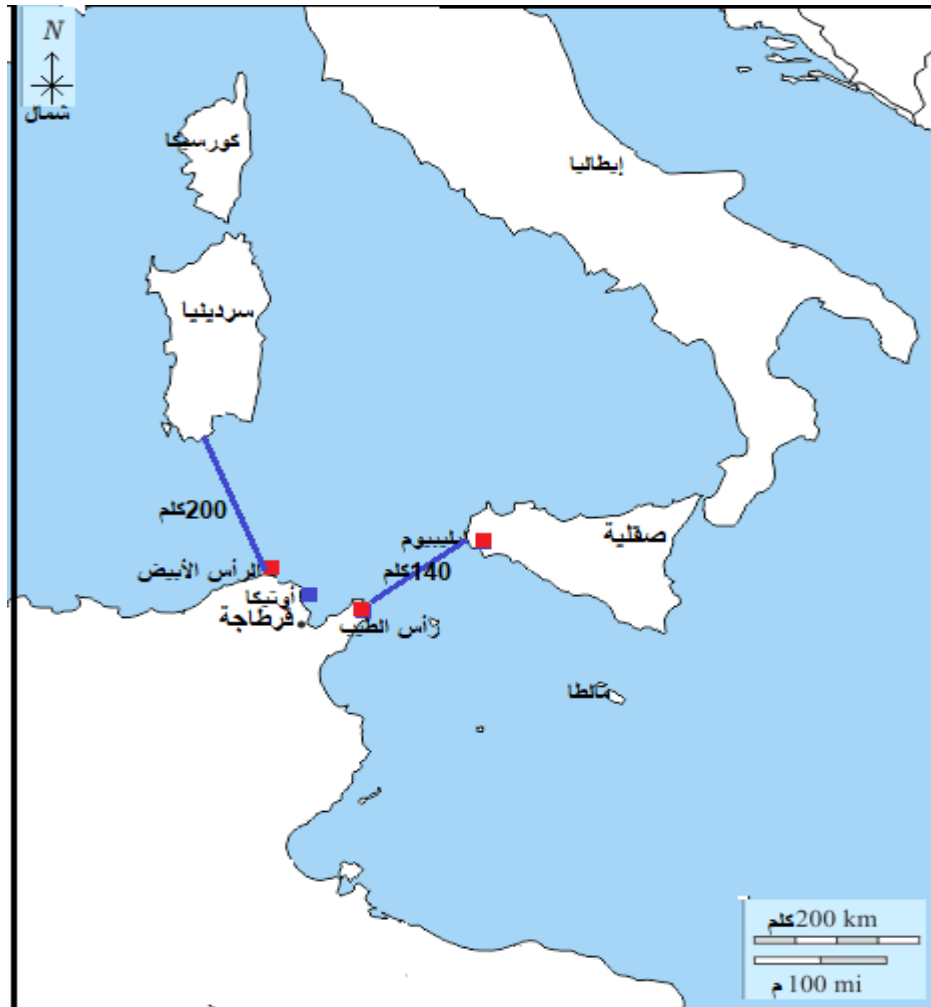 N
شمال
كورسيكا
إيطاليا
سردينيا
200كلم
ليليبيوم
صقلية
140كلم
الرأس الأبيض
أوتيكا
قرطاجة
رأس الطيب
مالطا
200 km كلم
100 mi م